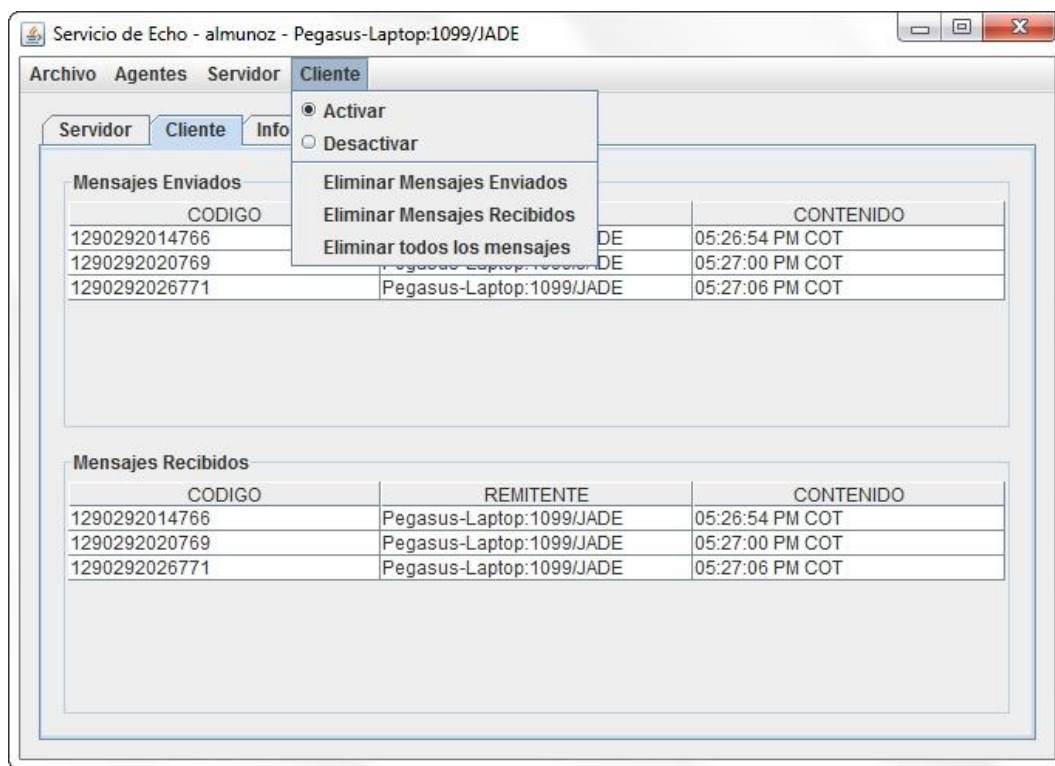 Servicio de Echo - almunoz - Pegasus-Laptop:1099/JADE
Archivo Agentes Servidor Cliente
Activar
Desactivar
Eliminar Mensajes Enviados
Eliminar Mensajes Recibidos
Eliminar todos los mensajes
Servidor Cliente Info
Mensajes Enviados
CODIGO CONTENIDO
1290292014766 DE 05:26:54 PM COT
1290292020769 DE 05:27:00 PM COT
1290292026771 Pegasus-Laptop:1099/JADE 05:27:06 PM COT
Mensajes Recibidos
CODIGO REMITENTE CONTENIDO
1290292014766 Pegasus-Laptop:1099/JADE 05:26:54 PM COT
1290292020769 Pegasus-Laptop:1099/JADE 05:27:00 PM COT
1290292026771 Pegasus-Laptop:1099/JADE 05:27:06 PM COT